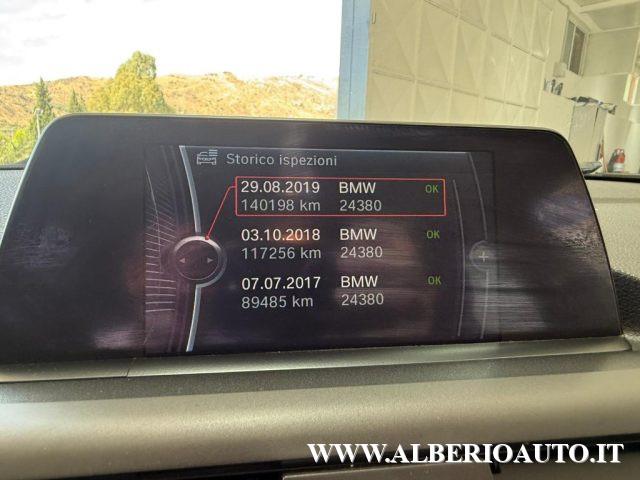 Storico ispezioni
29.08.2019 BMW OK
140198 km 24380
03.10.2018 BMW OK
117256 km 24380
07.07.2017 BMW OK
89485 km 24380
WWW.ALBERIOAUTO.IT